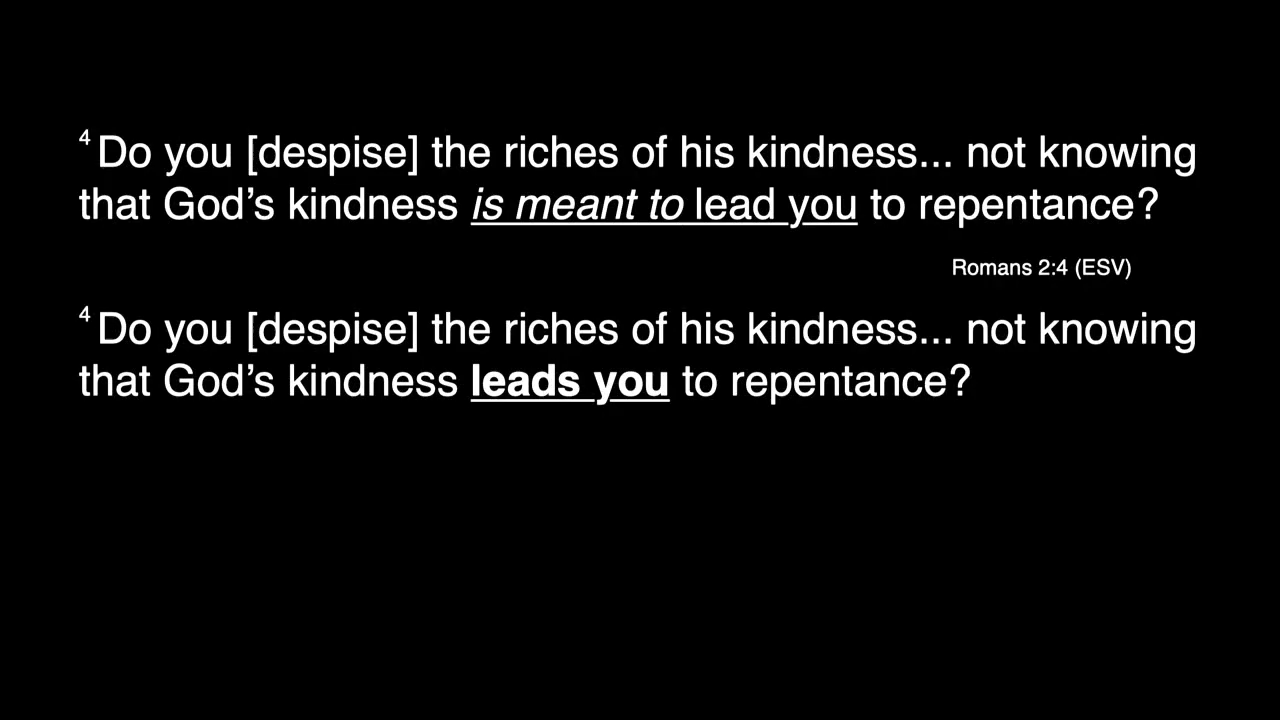 4 Do you [despise] the riches of his kindness... not knowing
that God’s kindness is meant to lead you to repentance?
Romans 2:4 (ESV)
4 Do you [despise] the riches of his kindness... not knowing
that God’s kindness leads you to repentance?